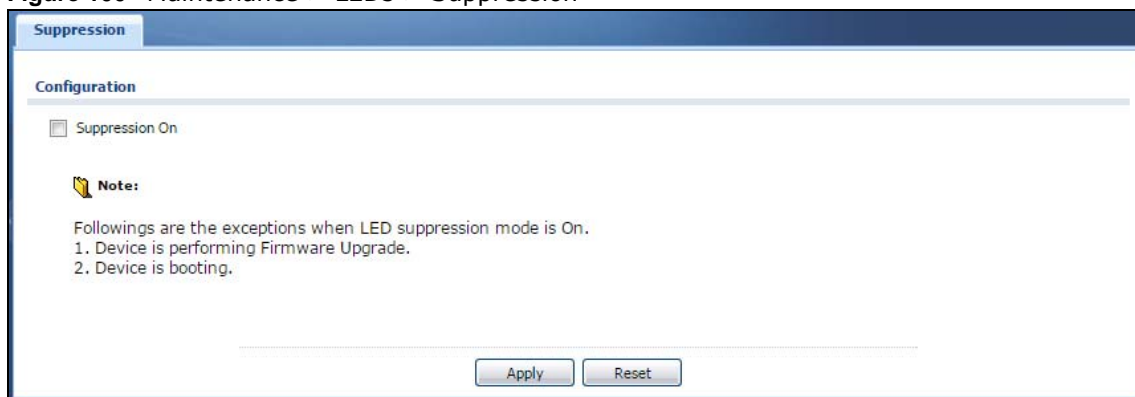 Suppression
Configuration
Suppression On
Note:
Followings are the exceptions when LED suppression mode is On.
1. Device is performing Firmware Upgrade.
2. Device is booting.
Apply Reset